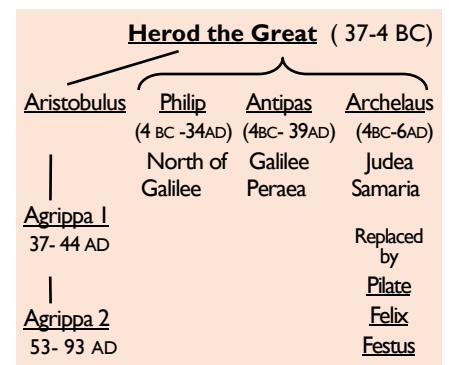 Herod the Great ( 37-4 BC)
Aristobulus Philip Antipas Archelaus
(4 BC -34AD) (4BC- 39AD) (4BC-6AD)
North of Galilee Judea
Galilee Peraea Samaria
Agrippa 1
37- 44 AD
Replaced
by
Pilate
Agrippa 2
53- 93 AD
Felix
Festus